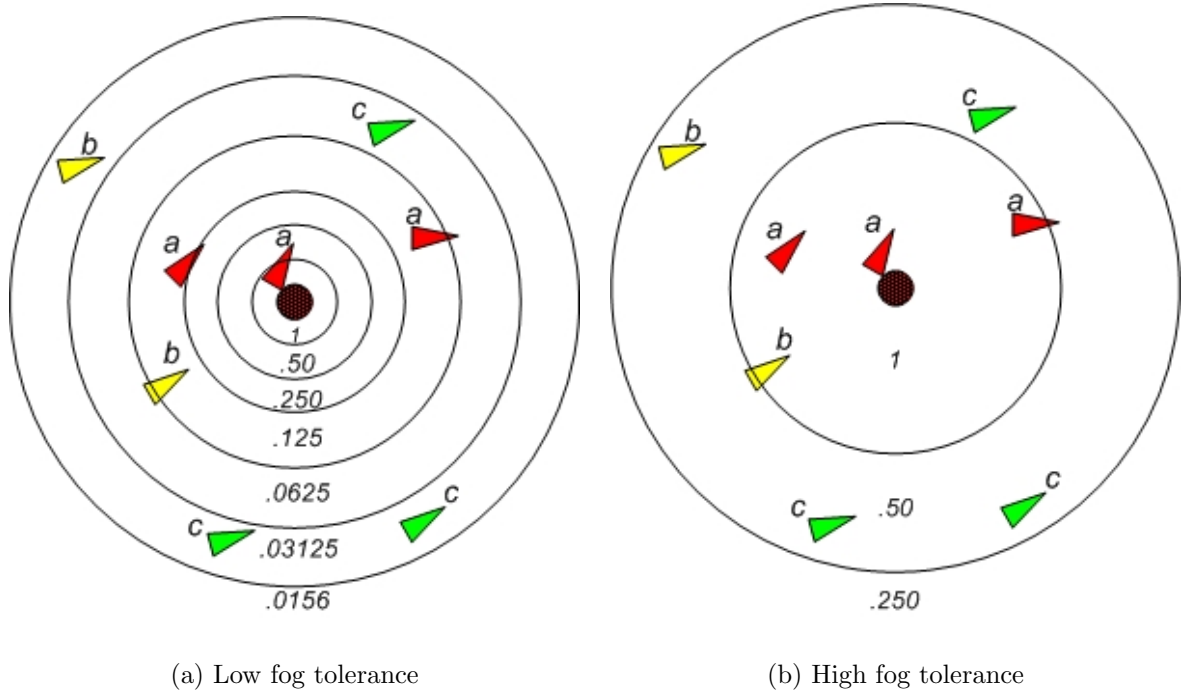 c
b
a
a
a
b
1
.50
.250
.125
.0625
c
c
.03125
.0156
(a) Low fog tolerance
c
b
a
a
a
b
1
c
c
.50
.250
(b) High fog tolerance